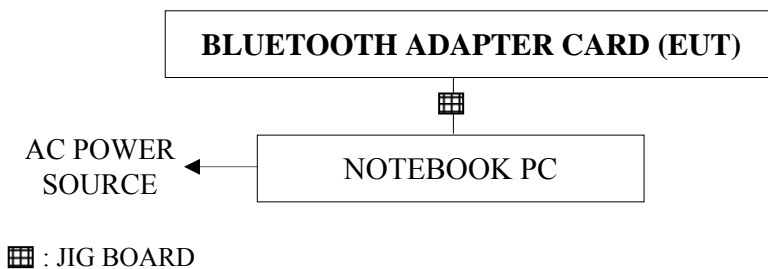 BLUETOOTH ADAPTER CARD (EUT)
AC POWER
SOURCE
NOTEBOOK PC
: JIG BOARD